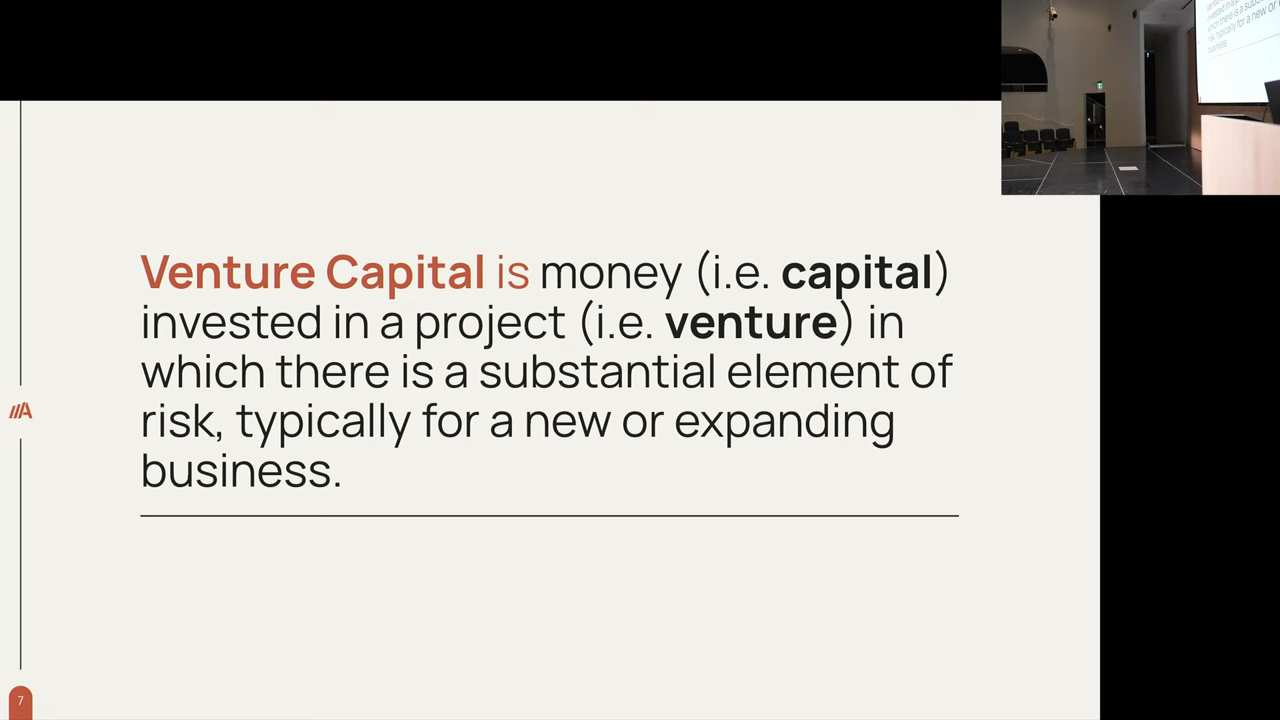 Venture Capital is money (i.e. capital)
invested in a project (i.e. venture) in
which there is a substantial element of
risk, typically for a new or expanding
business.
7